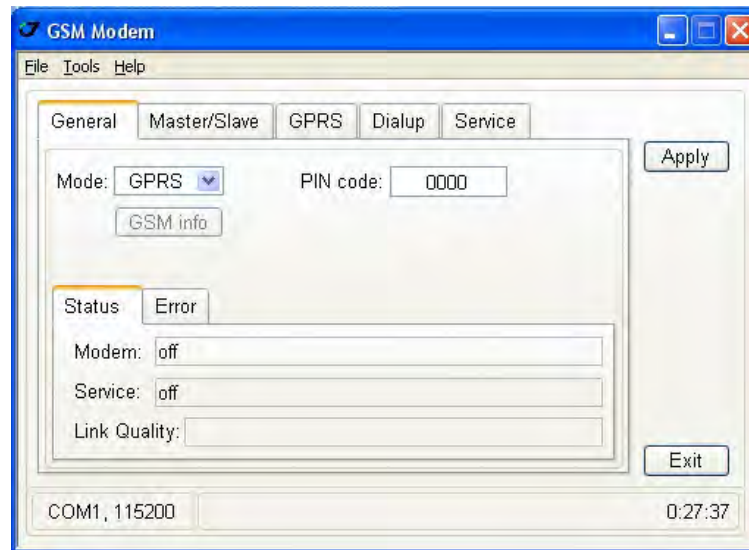 GSM Modem
File Tools Help
General Master/Slave GPRS Dialup Service
Apply
Mode: GPRS PIN code: 0000
GSM info
Status Error
Modem: off
Service: off
Link Quality:
Exit
COM1, 115200 0:27:37